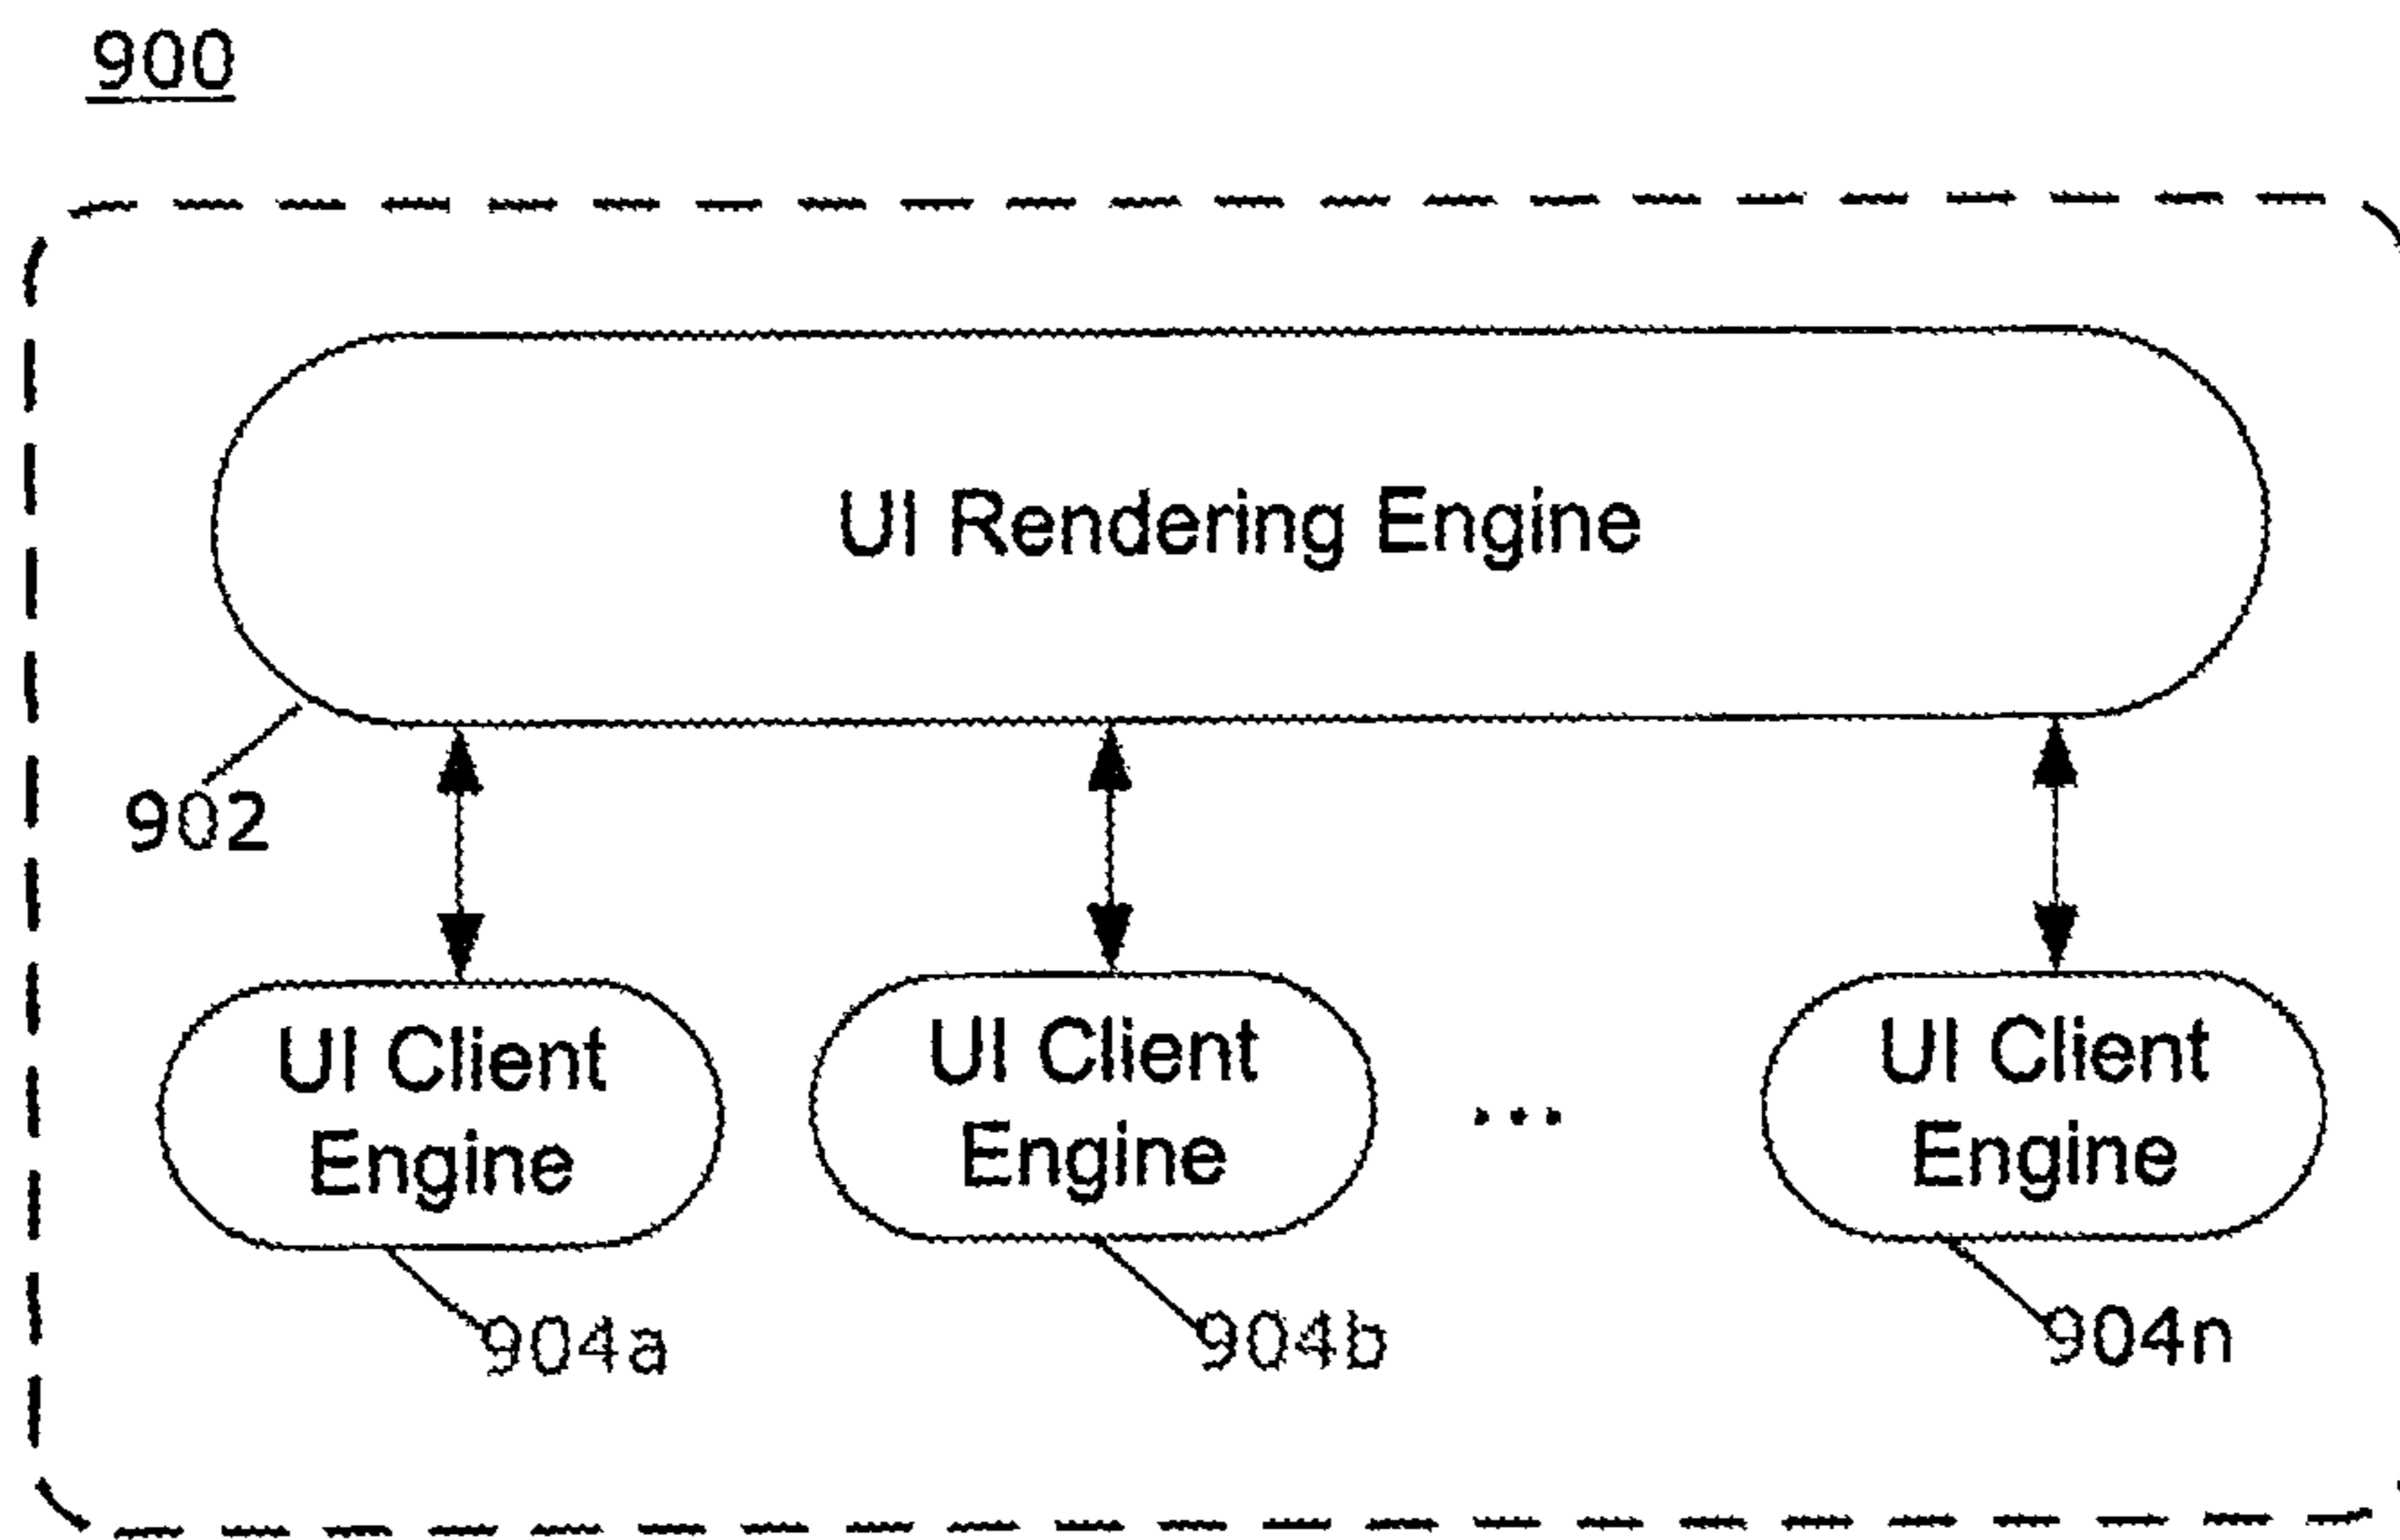 900
UI Rendering Engine
902
UI Client
Engine
UI Client
Engine
...
UI Client
Engine
904a
904b
904n